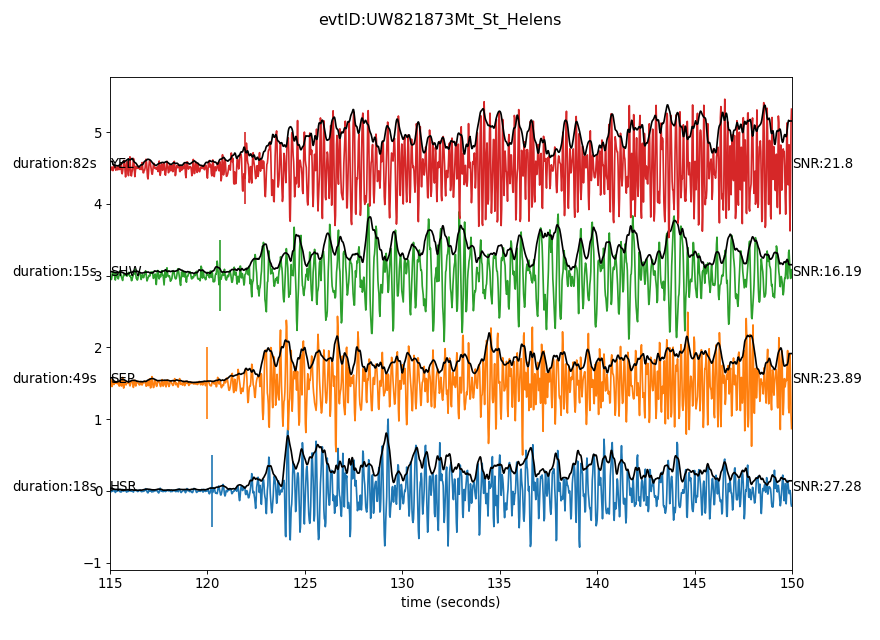 evtID:UW821873Mt_St_Helens
5
duration:82s YEL SNR:21.8
4
duration:15s 3 SHW SNR:16.19
2
duration:49s SEP SNR:23.89
1
duration:18s 0 HSR SNR:27.28
−1
115 120 125 130 135 140 145 150
time (seconds)